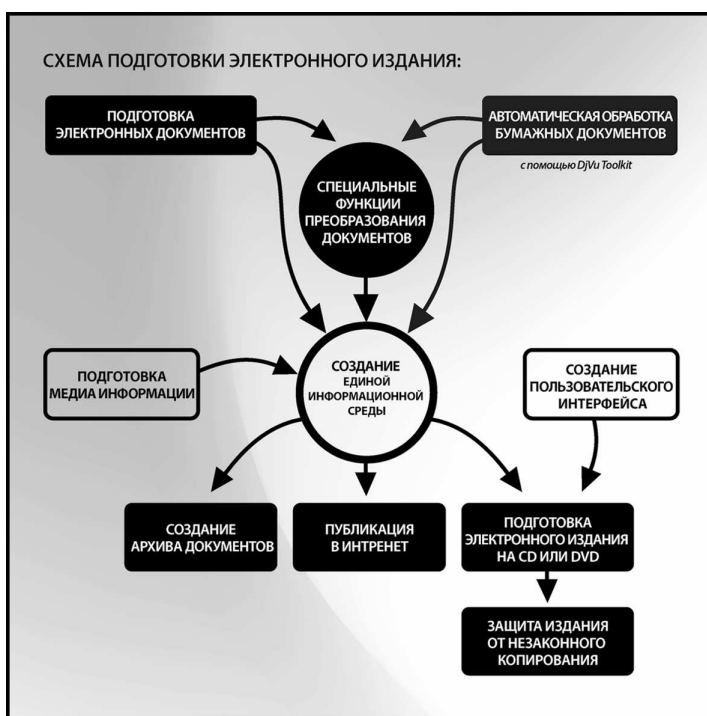 СХЕМА ПОДГОТОВКИ ЭЛЕКТРОННОГО ИЗДАНИЯ:
ПОДГОТОВКА
ЭЛЕКТРОННЫХ ДОКУМЕНТОВ
АВТОМАТИЧЕСКАЯ ОБРАБОТКА
БУМАЖНЫХ ДОКУМЕНТОВ
с помощью DjVu Toolkit
СПЕЦИАЛЬНЫЕ
ФУНКЦИИ
ПРЕОБРАЗОВАНИЯ
ДОКУМЕНТОВ
ПОДГОТОВКА
МЕДИА ИНФОРМАЦИИ
СОЗДАНИЕ
ЕДИНОЙ
ИНФОРМАЦИОННОЙ
СРЕДЫ
СОЗДАНИЕ
ПОЛЬЗОВАТЕЛЬСКОГО
ИНТЕРФЕЙСА
СОЗДАНИЕ
АРХИВА ДОКУМЕНТОВ
ПУБЛИКАЦИЯ
В ИНТРЕНЕТ
ПОДГОТОВКА
ЭЛЕКТРОННОГО ИЗДАНИЯ
НА CD ИЛИ DVD
ЗАЩИТА ИЗДАНИЯ
ОТ НЕЗАКОННОГО
КОПИРОВАНИЯ